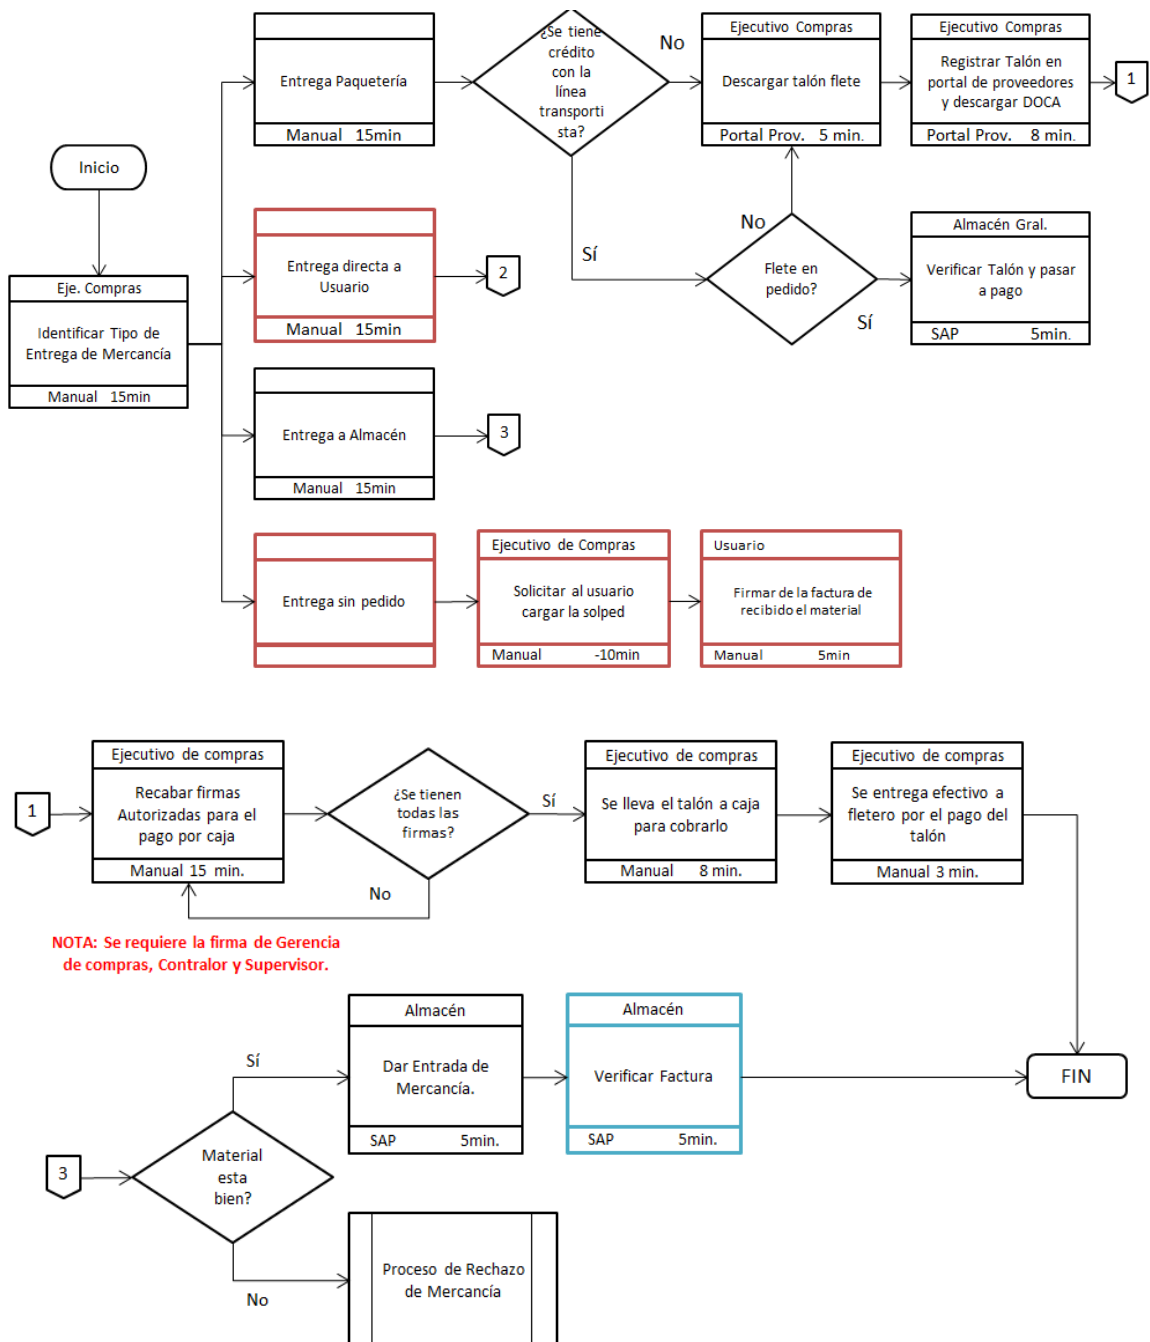 Entrega Paquetería
Manual 15min
¿Se tiene
crédito
con la
línea
transporti
sta?
No
Ejecutivo Compras
Descargar talón flete
Portal Prov. 5 min.
Ejecutivo Compras
Registrar Talón en
portal de proveedores
y descargar DOCA
Portal Prov. 8 min.
1
Inicio
Eje. Compras
Identificar Tipo de
Entrega de Mercancía
Manual 15min
Entrega directa a
Usuario
Manual 15min
2
Sí
No
Flete en
pedido?
Sí
Almacén Gral.
Verificar Talón y pasar
a pago
SAP 5min.
Entrega a Almacén
Manual 15min
3
Entrega sin pedido
Ejecutivo de Compras
Solicitar al usuario
cargar la solped
Manual -10min
Usuario
Firmar de la factura de
recibido el material
Manual 5min
1
Ejecutivo de compras
Recabar firmas
Autorizadas para el
pago por caja
Manual 15 min.
¿Se tienen
todas las
firmas?
Sí
No
Ejecutivo de compras
Se lleva el talón a caja
para cobrarlo
Manual 8 min.
Ejecutivo de compras
Se entrega efectivo a
fletero por el pago del
talón
Manual 3 min.
NOTA: Se requiere la firma de Gerencia
de compras, Contralor y Supervisor.
3
Material
esta
bien?
Sí
No
Almacén
Dar Entrada de
Mercancía.
SAP 5min.
Almacén
Verificar Factura
SAP 5min.
FIN
Proceso de Rechazo
de Mercancía